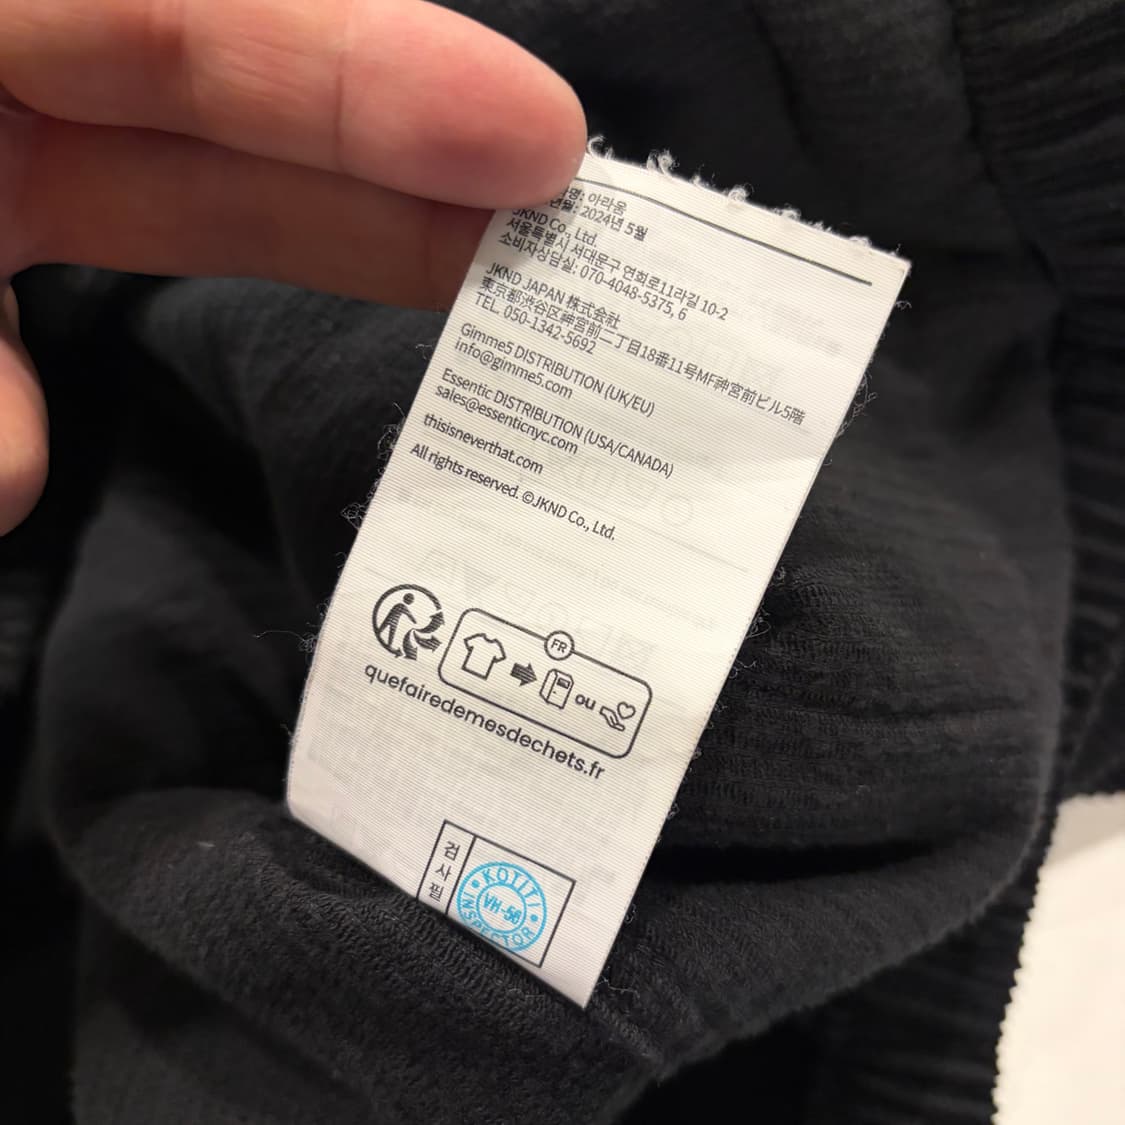 명: 아라움
년월: 2024년 5월
JKND Co., Ltd.
서울특별시 서대문구 연희로11라길 10-2
소비자상담실: 070-4048-5375, 6
JKND JAPAN 株式会社
東京都渋谷区神宮前二丁目18番11号MF神宮前ビル5階
TEL. 050-1342-5692
Gimme5 DISTRIBUTION (UK/EU)
info@gimme5.com
Essentic DISTRIBUTION (USA/CANADA)
sales@essenticnyc.com
thisisneverthat.com
All rights reserved. ©JKND Co., Ltd.
FR
ou
quefairedemesdechets.fr
검사필
KOTITI
VH-56
INSPECTOR